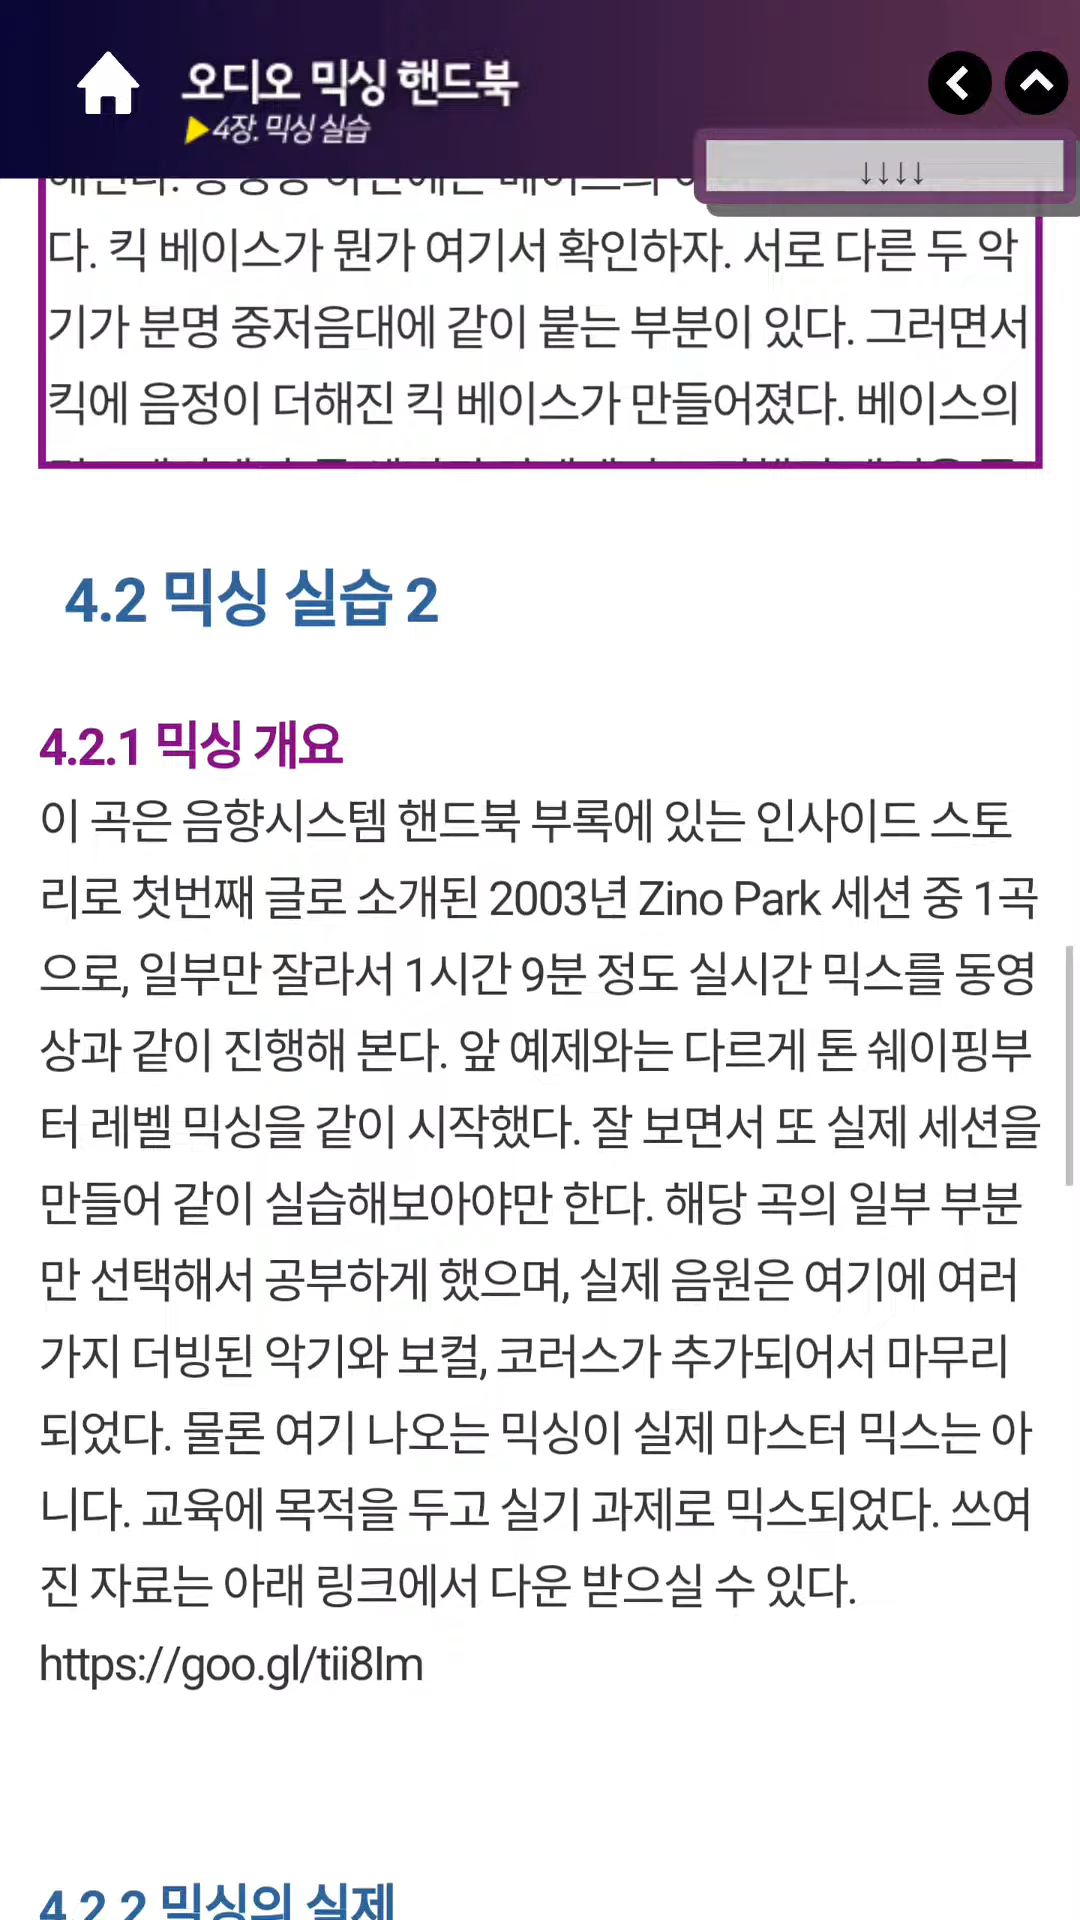 오디오 믹싱 핸드북
▶4장. 믹싱 실습
↓↓↓↓
다. 킥 베이스가 뭔가 여기서 확인하자. 서로 다른 두 악
기가 분명 중저음대에 같이 붙는 부분이 있다. 그러면서
킥에 음정이 더해진 킥 베이스가 만들어졌다. 베이스의
4.2 믹싱 실습 2
4.2.1 믹싱 개요
이 곡은 음향시스템 핸드북 부록에 있는 인사이드 스토
리로 첫번째 글로 소개된 2003년 Zino Park 세션 중 1곡
으로, 일부만 잘라서 1시간 9분 정도 실시간 믹스를 동영
상과 같이 진행해 본다. 앞 예제와는 다르게 톤 쉐이핑부
터 레벨 믹싱을 같이 시작했다. 잘 보면서 또 실제 세션을
만들어 같이 실습해보아야만 한다. 해당 곡의 일부 부분
만 선택해서 공부하게 했으며, 실제 음원은 여기에 여러
가지 더빙된 악기와 보컬, 코러스가 추가되어서 마무리
되었다. 물론 여기 나오는 믹싱이 실제 마스터 믹스는 아
니다. 교육에 목적을 두고 실기 과제로 믹스되었다. 쓰여
진 자료는 아래 링크에서 다운 받으실 수 있다.
https://goo.gl/tii8lm
4.2.2 믹싱의 실제